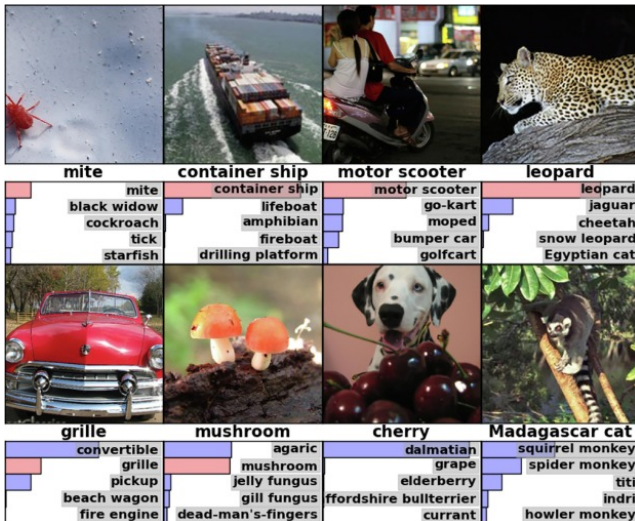 mite
container ship
motor scooter
leopard
mite
black widow
cockroach
tick
starfish
container ship
lifeboat
amphibian
fireboat
drilling platform
motor scooter
go-kart
moped
bumper car
golfcart
leopard
jaguar
cheetah
snow leopard
Egyptian cat
grille
mushroom
cherry
Madagascar cat
convertible
grille
pickup
beach wagon
fire engine
agaric
mushroom
jelly fungus
gill fungus
dead-man's-fingers
dalmatian
grape
elderberry
ffordshire bullterrier
currant
squirrel monkey
spider monkey
titi
indri
howler monkey